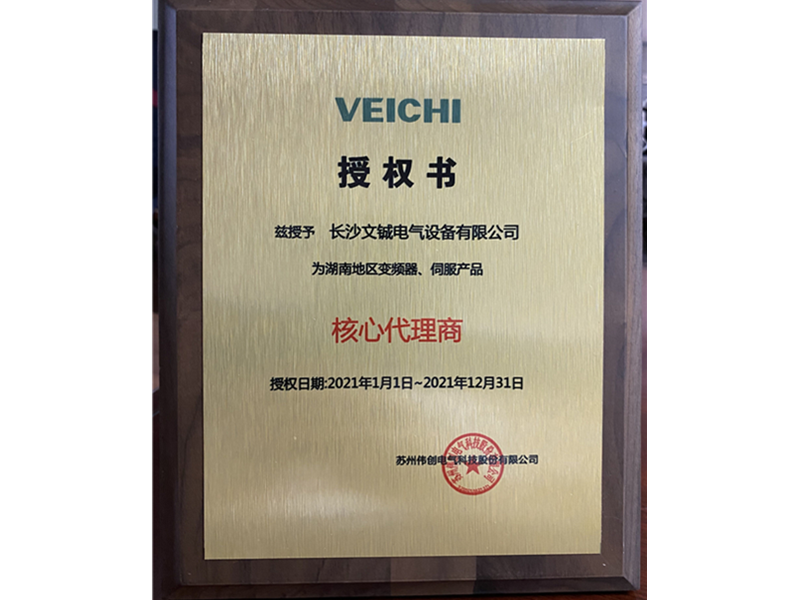 VEICHI
授权书
兹授予 长沙文铖电气设备有限公司
为湖南地区变频器、伺服产品
核心代理商
授权日期:2021年1月1日~2021年12月31日
苏州伟创电气科技股份有限公司